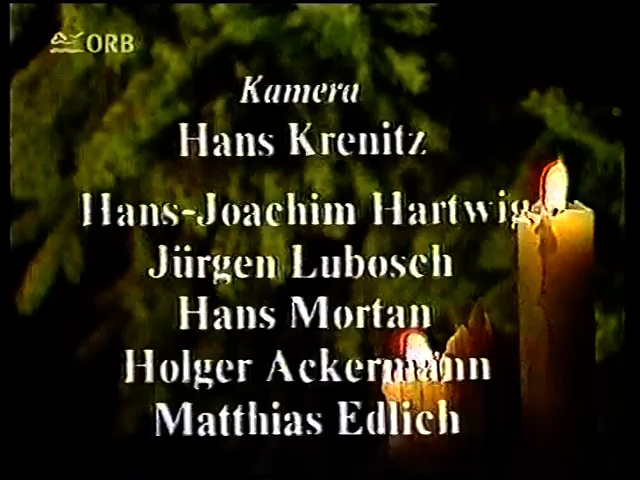 ORB
Kamera
Hans Krenitz
Hans-Joachim Hartwig
Jürgen Lubosch
Hans Mortan
Holger Ackermann
Matthias Edlich